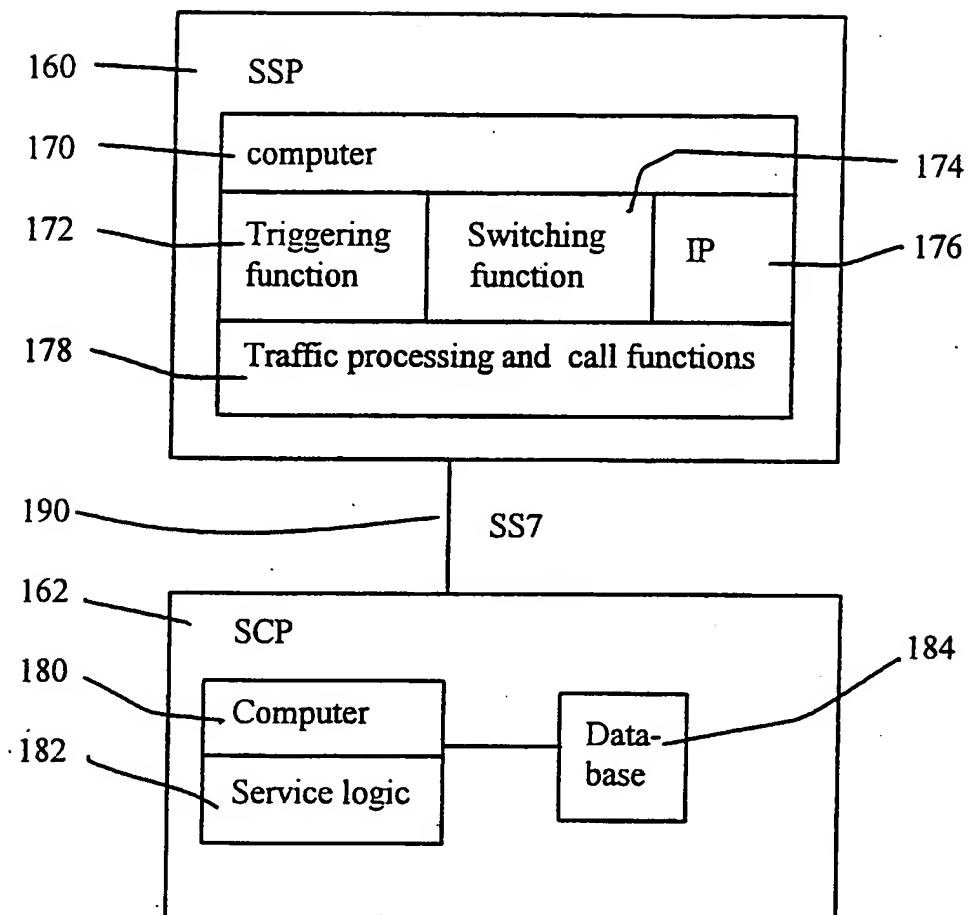 160
SSP
170
computer
174
172
Triggering
function
Switching
function
IP
176
178
Traffic processing and call functions
190
SS7
162
SCP
180
Computer
184
182
Service logic
Data-
base